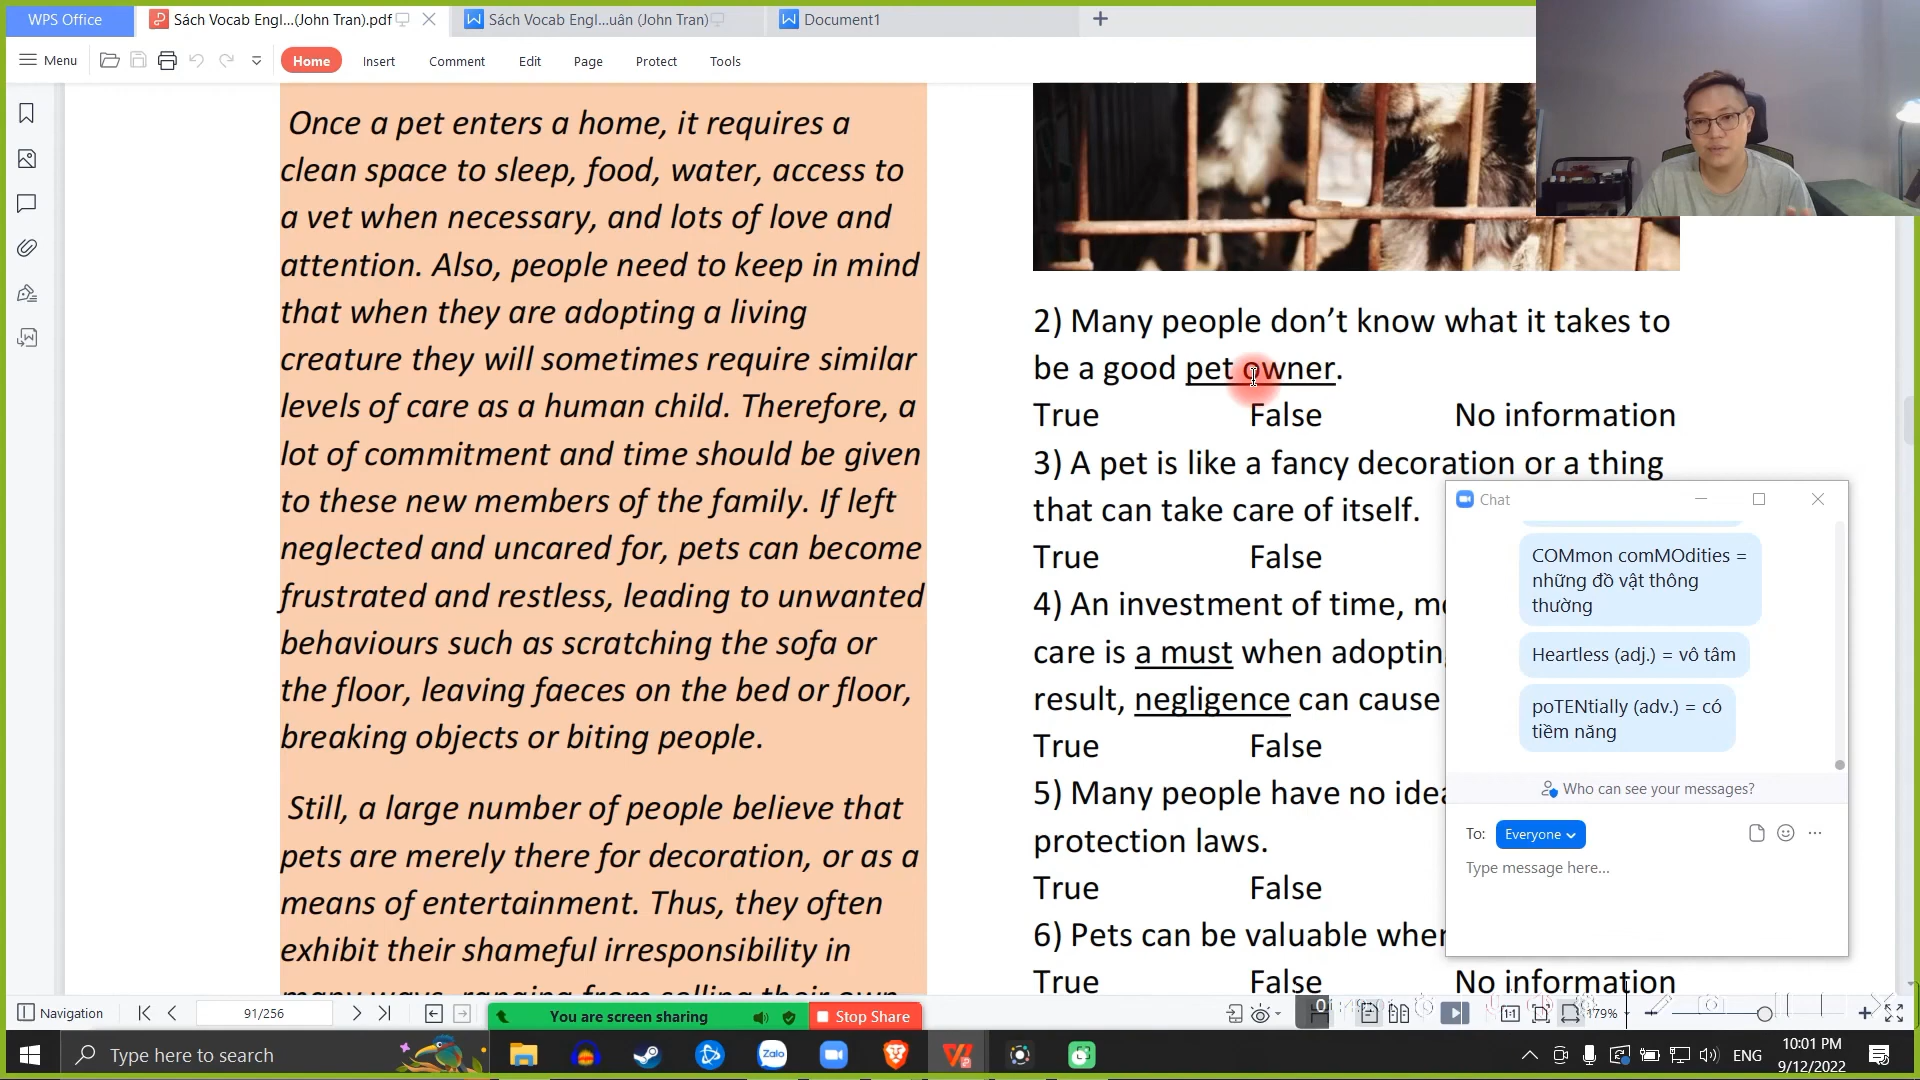 WPS Office
Sách Vocab Engl...(John Tran).pdf
Sách Vocab Engl...uân (John Tran)
Document1
Menu
Home
Insert
Comment
Edit
Page
Protect
Tools
Once a pet enters a home, it requires a
clean space to sleep, food, water, access to
a vet when necessary, and lots of love and
attention. Also, people need to keep in mind
that when they are adopting a living
creature they will sometimes require similar
levels of care as a human child. Therefore, a
lot of commitment and time should be given
to these new members of the family. If left
neglected and uncared for, pets can become
frustrated and restless, leading to unwanted
behaviours such as scratching the sofa or
the floor, leaving faeces on the bed or floor,
breaking objects or biting people.
Still, a large number of people believe that
pets are merely there for decoration, or as a
means of entertainment. Thus, they often
exhibit their shameful irresponsibility in
many ways, ranging from selling their own
2) Many people don't know what it takes to
be a good pet owner.
True False No information
3) A pet is like a fancy decoration or a thing
that can take care of itself.
True False
4) An investment of time, mo
care is a must when adopting
result, negligence can cause
True False
5) Many people have no idea
protection laws.
True False
6) Pets can be valuable when
True False No information
Chat
COMmon comMOdities =
những đồ vật thông
thường
Heartless (adj.) = vô tâm
poTENtially (adv.) = có
tiềm năng
Who can see your messages?
To: Everyone
Type message here...
Navigation
91/256
You are screen sharing
Stop Share
179%
Type here to search
Zalo
ENG
10:01 PM
9/12/2022